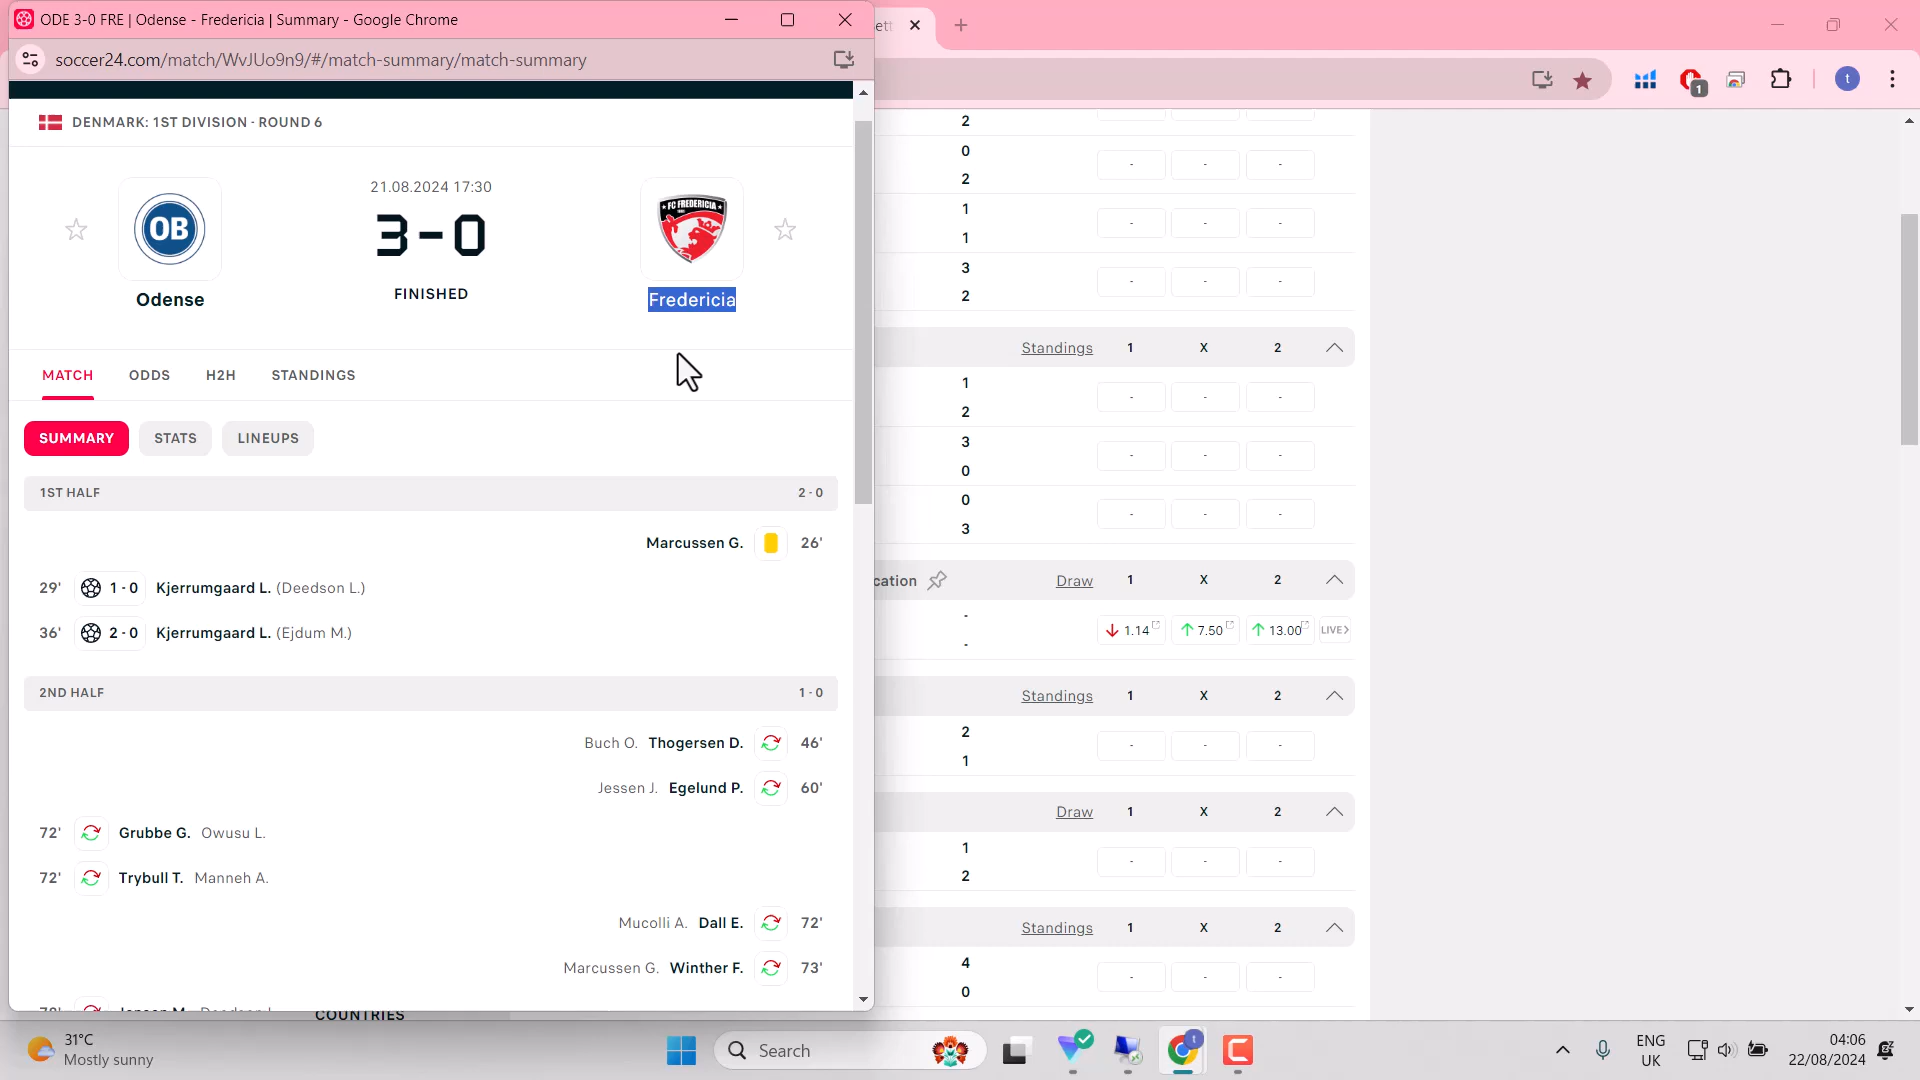 ODE 3-0 FRE | Odense - Fredericia | Summary - Google Chrome
soccer24.com/match/WvJUo9n9/#/match-summary/match-summary
1
t
DENMARK: 1ST DIVISION - ROUND 6
21.08.2024 17:30
3-0
FINISHED
OB
Odense
FC FREDERICIA
Fredericia
MATCH ODDS H2H STANDINGS
SUMMARY STATS LINEUPS
1ST HALF 2 - 0
Marcussen G. 26'
29' 1 - 0 Kjerrumgaard L. (Deedson L.)
36' 2 - 0 Kjerrumgaard L. (Ejdum M.)
2ND HALF 1 - 0
Buch O. Thogersen D. 46'
Jessen J. Egelund P. 60'
72' Grubbe G. Owusu L.
72' Trybull T. Manneh A.
Mucolli A. Dall E. 72'
Marcussen G. Winther F. 73'
2
0 - - -
2
1 - - -
1
3 - - -
2
Standings 1 X 2
1 - - -
2
3 - - -
0
0 - - -
3
cation Draw 1 X 2
- 1.14 7.50 13.00 LIVE>
-
Standings 1 X 2
2 - - -
1
Draw 1 X 2
1 - - -
2
Standings 1 X 2
4 - - -
0
COUNTRIES
31°C
Mostly sunny
Search
t
C
ENG
UK
04:06
22/08/2024